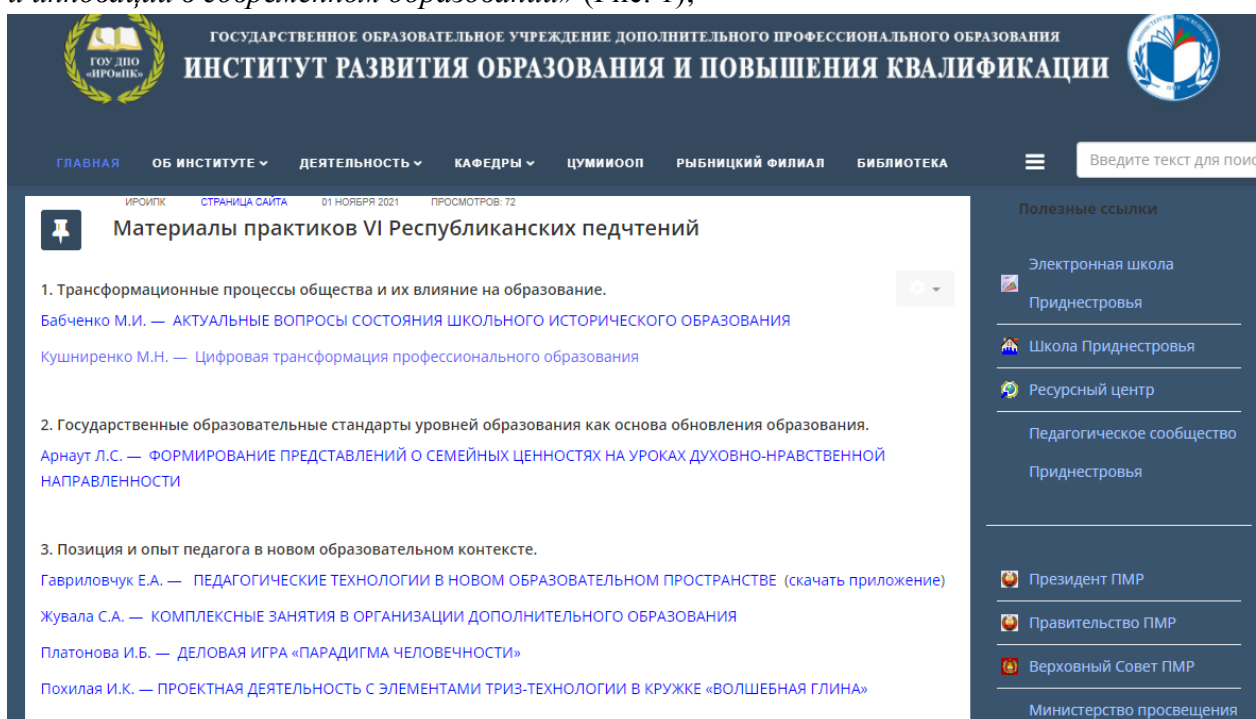 и инновации в современном образовании» (Рис. 1);
ГОСУДАРСТВЕННОЕ ОБРАЗОВАТЕЛЬНОЕ УЧРЕЖДЕНИЕ ДОПОЛНИТЕЛЬНОГО ПРОФЕССИОНАЛЬНОГО ОБРАЗОВАНИЯ
ГОУ ДПО
«ИРОиПК»
ИНСТИТУТ РАЗВИТИЯ ОБРАЗОВАНИЯ И ПОВЫШЕНИЯ КВАЛИФИКАЦИИ
ГЛАВНАЯ ОБ ИНСТИТУТЕ ДЕЯТЕЛЬНОСТЬ КАФЕДРЫ ЦУМИИООП РЫБНИЦКИЙ ФИЛИАЛ БИБЛИОТЕКА
Введите текст для поис
ИРОИПК СТРАНИЦА САЙТА 01 НОЯБРЯ 2021 ПРОСМОТРОВ: 72
Материалы практиков VI Республиканских педчтений
1. Трансформационные процессы общества и их влияние на образование.
Бабченко М.И. — АКТУАЛЬНЫЕ ВОПРОСЫ СОСТОЯНИЯ ШКОЛЬНОГО ИСТОРИЧЕСКОГО ОБРАЗОВАНИЯ
Кушниренко М.Н. — Цифровая трансформация профессионального образования
2. Государственные образовательные стандарты уровней образования как основа обновления образования.
Арнаут Л.С. — ФОРМИРОВАНИЕ ПРЕДСТАВЛЕНИЙ О СЕМЕЙНЫХ ЦЕННОСТЯХ НА УРОКАХ ДУХОВНО-НРАВСТВЕННОЙ
НАПРАВЛЕННОСТИ
3. Позиция и опыт педагога в новом образовательном контексте.
Гавриловчук Е.А. — ПЕДАГОГИЧЕСКИЕ ТЕХНОЛОГИИ В НОВОМ ОБРАЗОВАТЕЛЬНОМ ПРОСТРАНСТВЕ (скачать приложение)
Жувала С.А. — КОМПЛЕКСНЫЕ ЗАНЯТИЯ В ОРГАНИЗАЦИИ ДОПОЛНИТЕЛЬНОГО ОБРАЗОВАНИЯ
Платонова И.Б. — ДЕЛОВАЯ ИГРА «ПАРАДИГМА ЧЕЛОВЕЧНОСТИ»
Похилая И.К. — ПРОЕКТНАЯ ДЕЯТЕЛЬНОСТЬ С ЭЛЕМЕНТАМИ ТРИЗ-ТЕХНОЛОГИИ В КРУЖКЕ «ВОЛШЕБНАЯ ГЛИНА»
Полезные ссылки
Электронная школа
Приднестровья
Школа Приднестровья
Ресурсный центр
Педагогическое сообщество
Приднестровья
Президент ПМР
Правительство ПМР
Верховный Совет ПМР
Министерство просвещения